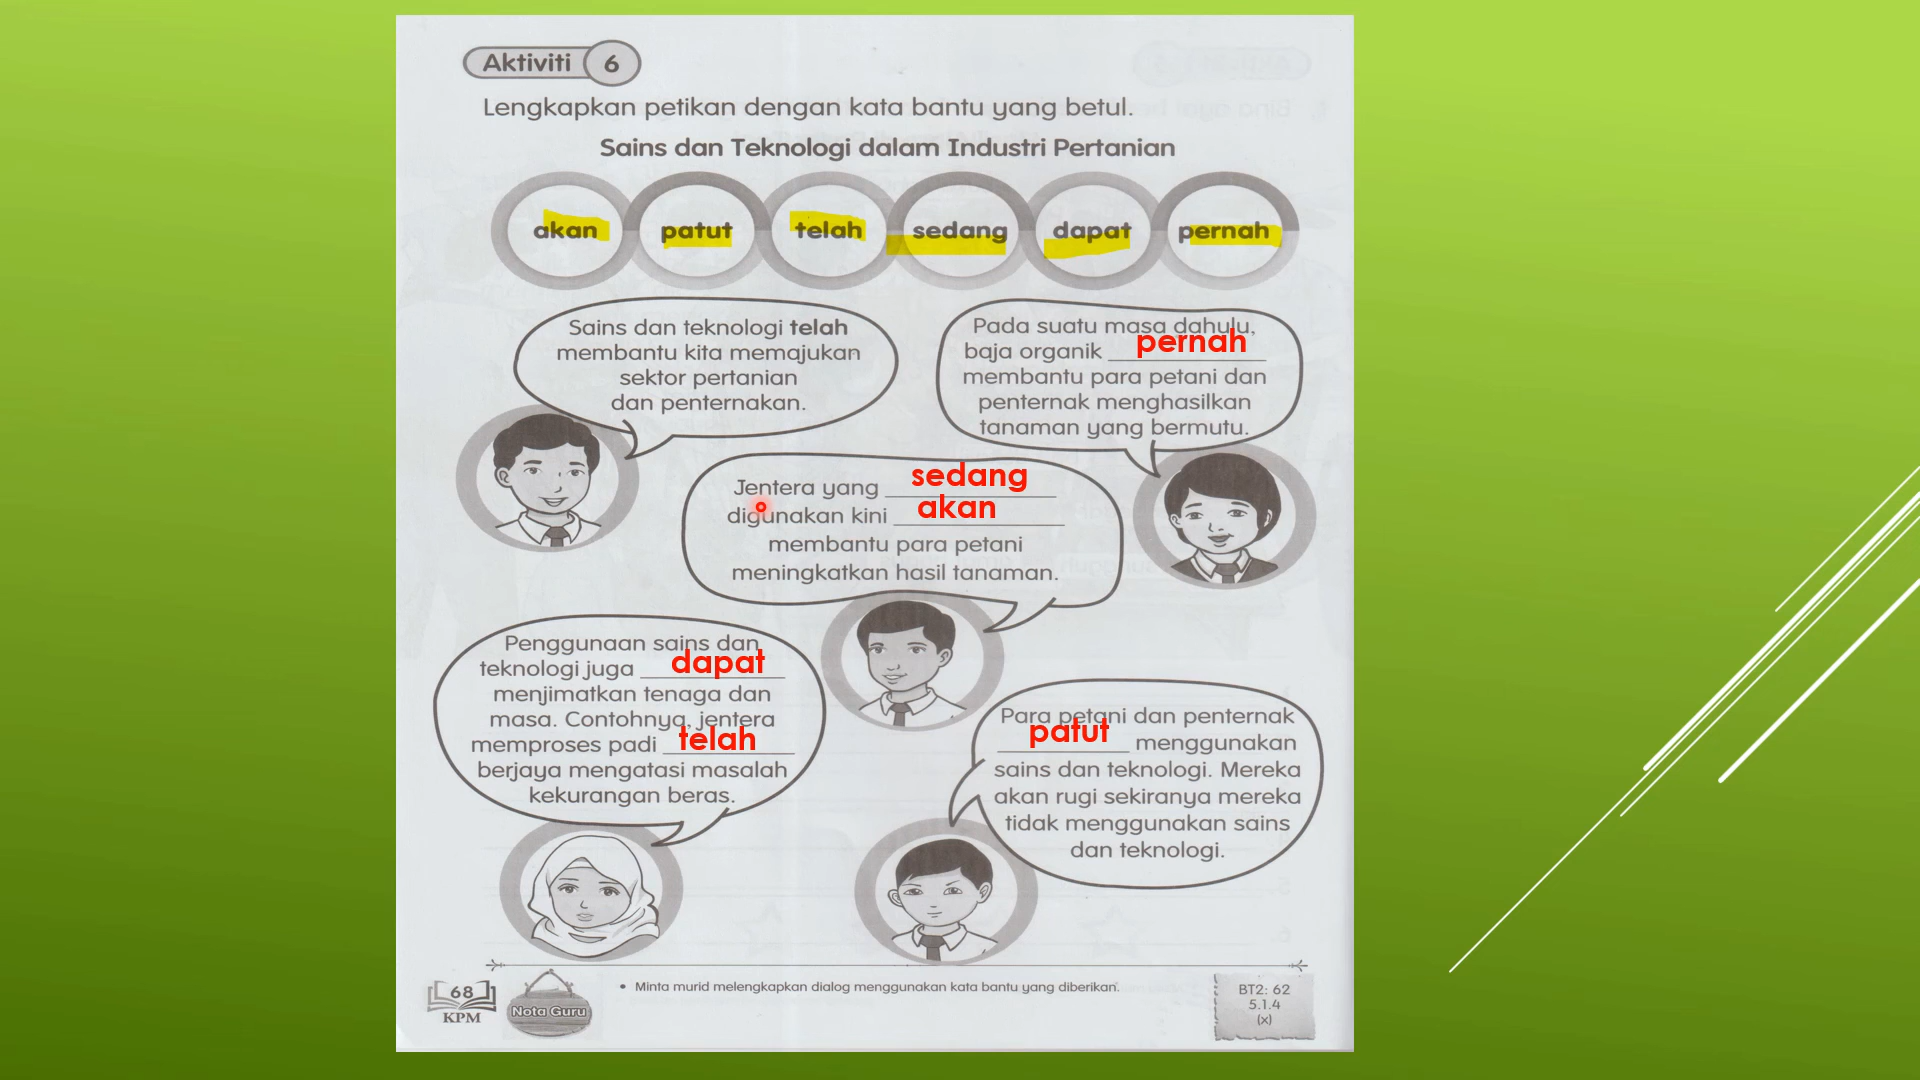 Aktiviti 6
Lengkapkan petikan dengan kata bantu yang betul.
Sains dan Teknologi dalam Industri Pertanian
akan patut telah sedang dapat pernah
Sains dan teknologi telah
membantu kita memajukan
sektor pertanian
dan penternakan.
Pada suatu masa dahulu,
baja organik pernah
membantu para petani dan
penternak menghasilkan
tanaman yang bermutu.
Jentera yang sedang
digunakan kini akan
membantu para petani
meningkatkan hasil tanaman.
Penggunaan sains dan
teknologi juga dapat
menjimatkan tenaga dan
masa. Contohnya, jentera
memproses padi telah
berjaya mengatasi masalah
kekurangan beras.
Para petani dan penternak
patut menggunakan
sains dan teknologi. Mereka
akan rugi sekiranya mereka
tidak menggunakan sains
dan teknologi.
68
KPM
Nota Guru
• Minta murid melengkapkan dialog menggunakan kata bantu yang diberikan.
BT2: 62
5.1.4
(x)